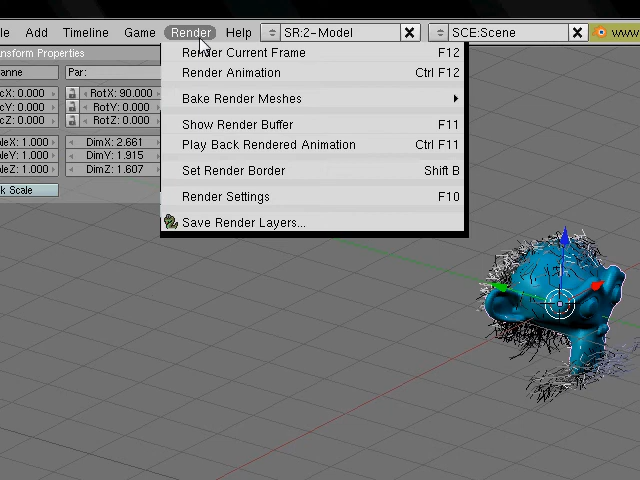 le Add Timeline Game Render Help SR:2-Model SCE:Scene www
ansform Properties
anne Par:
cX: 0.000 RotX: 90.000
cY: 0.000 RotY: 0.000
cZ: 0.000 RotZ: 0.000
leX: 1.000 DimX: 2.661
leY: 1.000 DimY: 1.915
leZ: 1.000 DimZ: 1.607
k Scale
Render Current Frame F12
Render Animation Ctrl F12
Bake Render Meshes
Show Render Buffer F11
Play Back Rendered Animation Ctrl F11
Set Render Border Shift B
Render Settings F10
Save Render Layers...